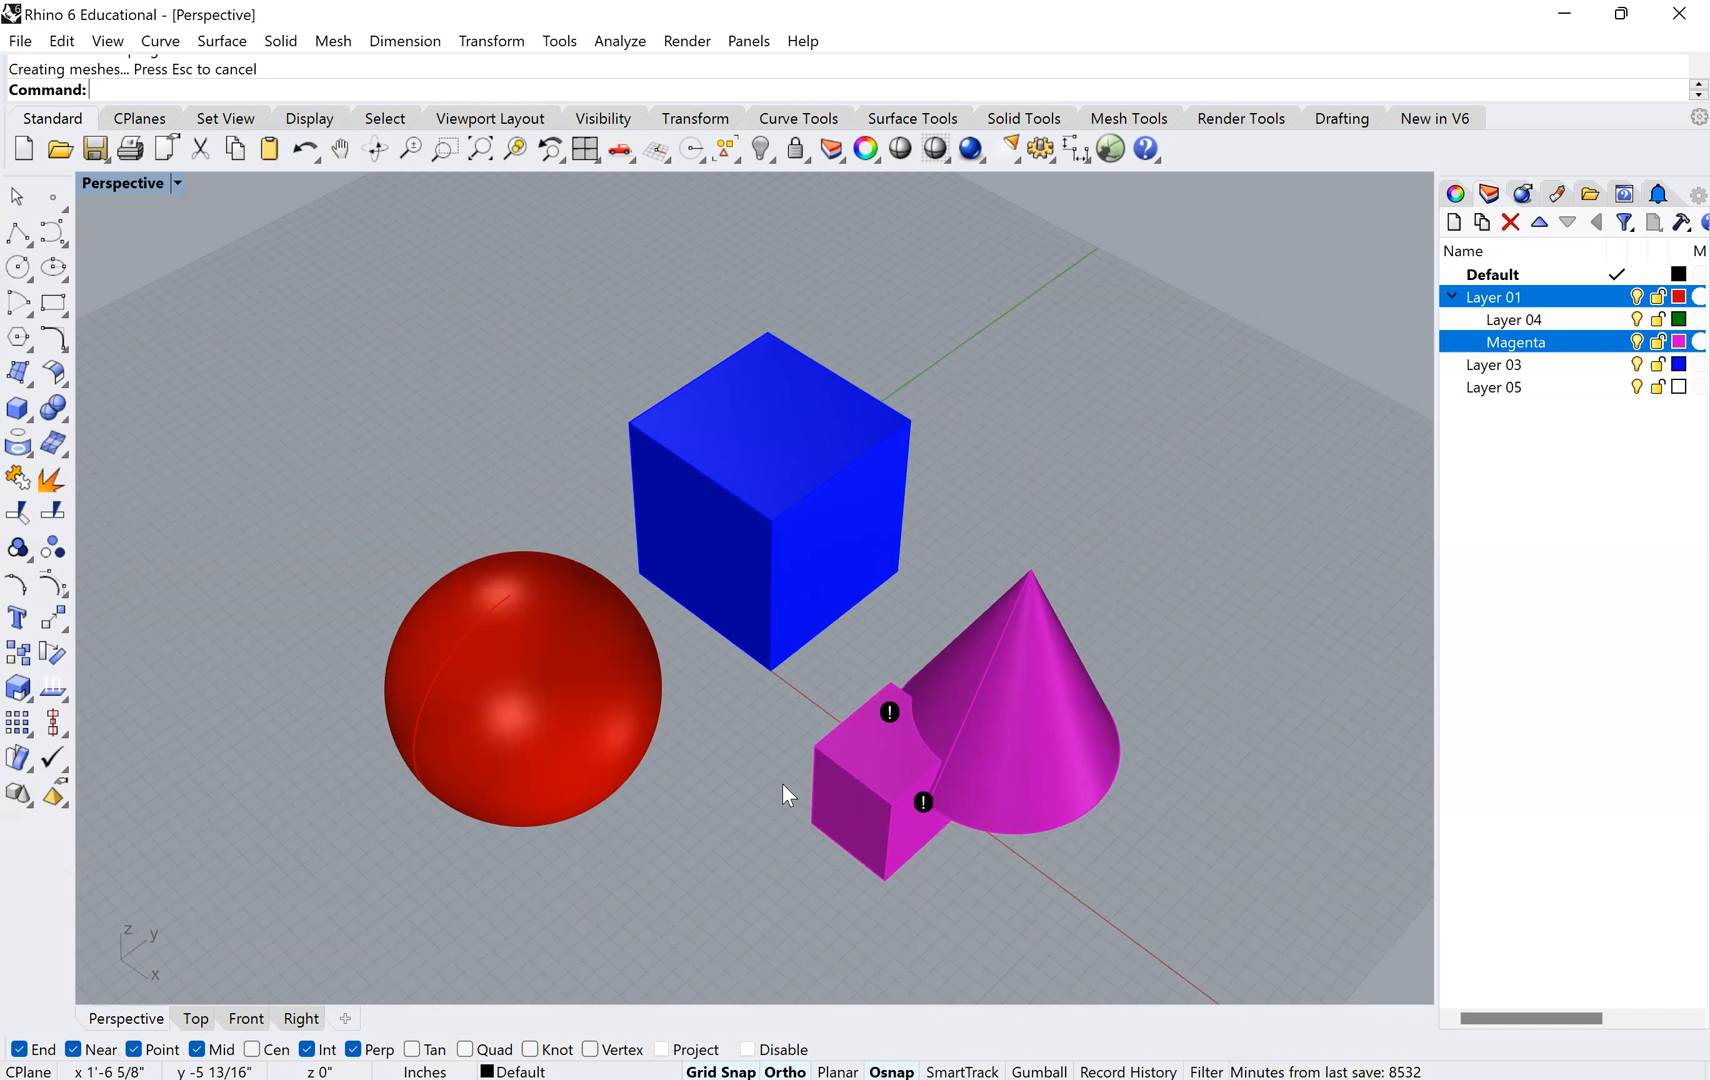 Rhino 6 Educational - [Perspective]
File Edit View Curve Surface Solid Mesh Dimension Transform Tools Analyze Render Panels Help
Creating meshes... Press Esc to cancel
Command:
Standard CPlanes Set View Display Select Viewport Layout Visibility Transform Curve Tools Surface Tools Solid Tools Mesh Tools Render Tools Drafting New in V6
Perspective
Name M
Default
Layer 01
Layer 04
Magenta
Layer 03
Layer 05
!
!
z y
x
Perspective Top Front Right
End Near Point Mid Cen Int Perp Tan Quad Knot Vertex Project Disable
CPlane x 1'-6 5/8" y -5 13/16" z 0" Inches Default Grid Snap Ortho Planar Osnap SmartTrack Gumball Record History Filter Minutes from last save: 8532